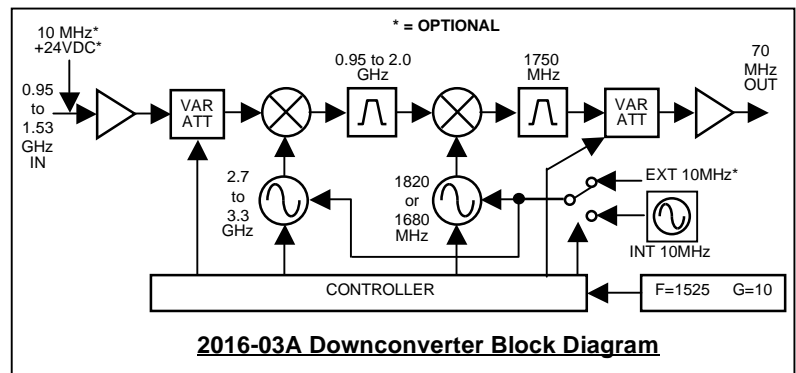 * = OPTIONAL
10 MHz*
+24VDC*
0.95
to
1.53
GHz
IN
VAR
ATT
0.95 to 2.0
GHz
1750
MHz
VAR
ATT
70
MHz
OUT
2.7
to
3.3
GHz
1820
or
1680
MHz
EXT 10MHz*
INT 10MHz
CONTROLLER
F=1525 G=10
2016-03A Downconverter Block Diagram